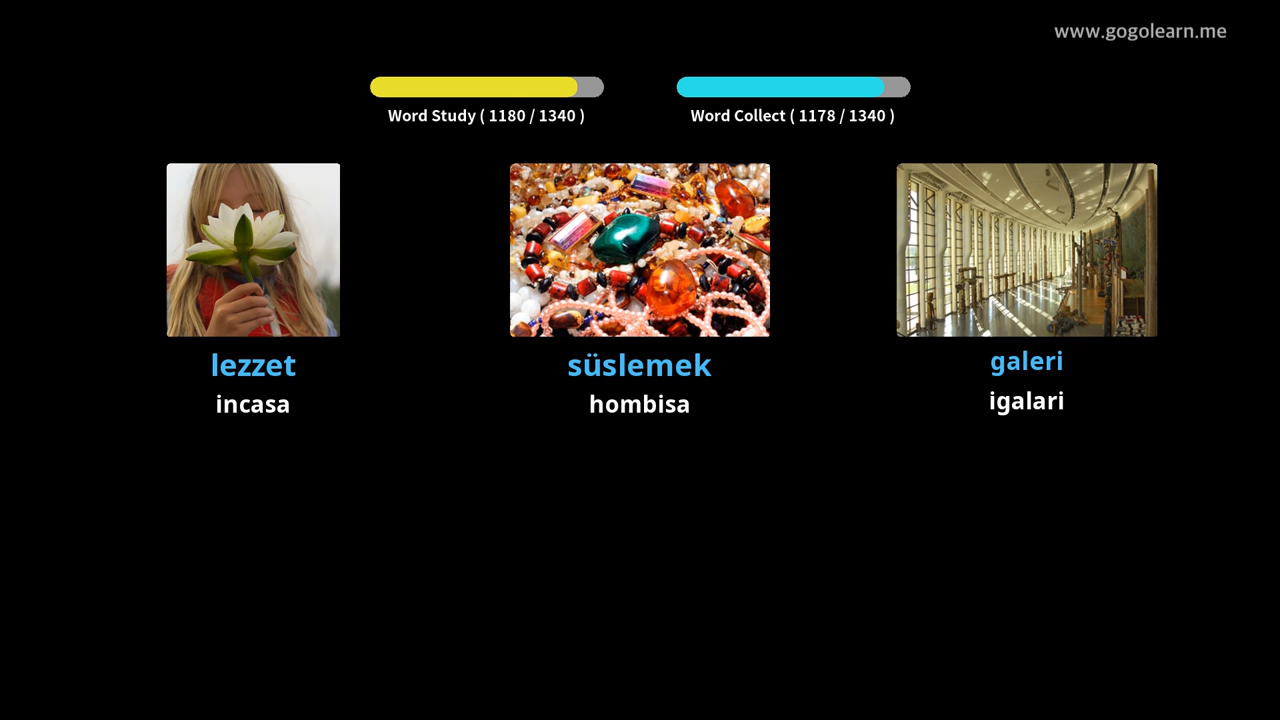 www.gogolearn.me
Word Study ( 1180 / 1340 )
Word Collect ( 1178 / 1340 )
lezzet
incasa
süslemek
hombisa
galeri
igalari